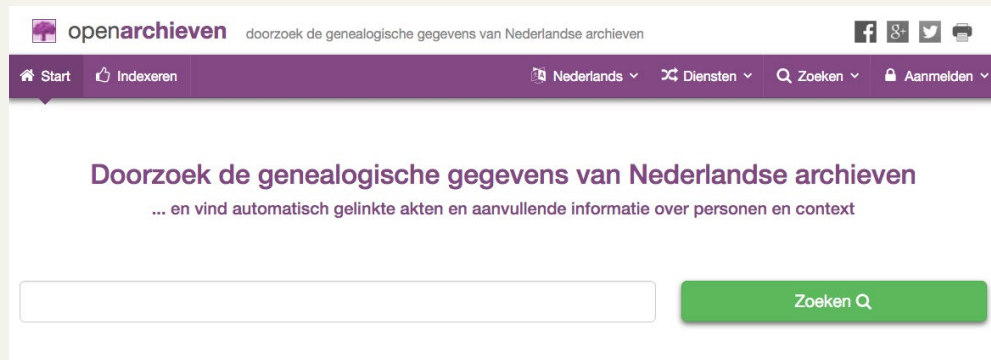 openarchieven doorzoek de genealogische gegevens van Nederlandse archieven
Start Indexeren Nederlands Diensten Zoeken Aanmelden
Doorzoek de genealogische gegevens van Nederlandse archieven
... en vind automatisch gelinkte akten en aanvullende informatie over personen en context
Zoeken